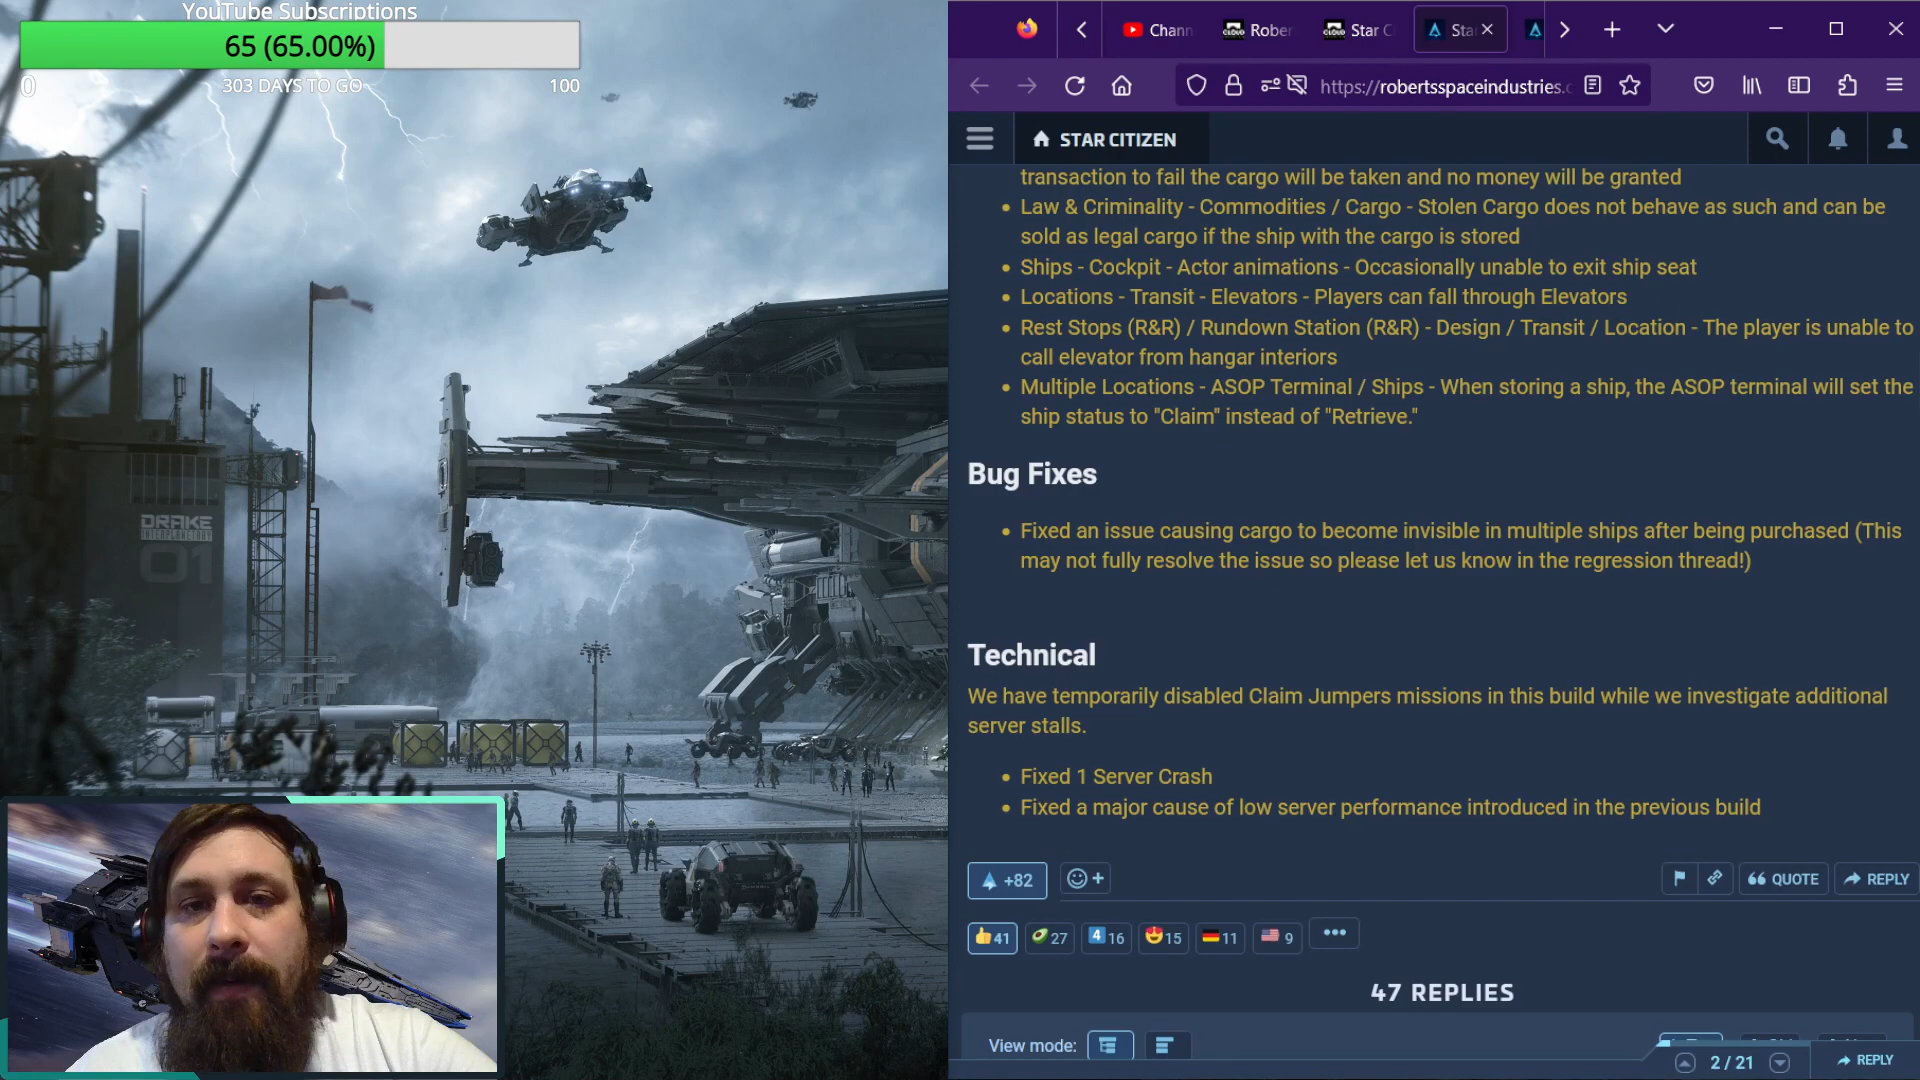 YouTube Subscriptions
65 (65.00%)
0
303 DAYS TO GO
100
DRAKE
INTERPLANETARY
01
Chann
Rober
Star C
Sta
https://robertsspaceindustries.c
STAR CITIZEN
transaction to fail the cargo will be taken and no money will be granted
• Law & Criminality - Commodities / Cargo - Stolen Cargo does not behave as such and can be
sold as legal cargo if the ship with the cargo is stored
• Ships - Cockpit - Actor animations - Occasionally unable to exit ship seat
• Locations - Transit - Elevators - Players can fall through Elevators
• Rest Stops (R&R) / Rundown Station (R&R) - Design / Transit / Location - The player is unable to
call elevator from hangar interiors
• Multiple Locations - ASOP Terminal / Ships - When storing a ship, the ASOP terminal will set the
ship status to "Claim" instead of "Retrieve."
Bug Fixes
• Fixed an issue causing cargo to become invisible in multiple ships after being purchased (This
may not fully resolve the issue so please let us know in the regression thread!)
Technical
We have temporarily disabled Claim Jumpers missions in this build while we investigate additional
server stalls.
• Fixed 1 Server Crash
• Fixed a major cause of low server performance introduced in the previous build
+82
QUOTE
REPLY
41
27
4 16
15
11
9
47 REPLIES
View mode:
2 / 21
REPLY